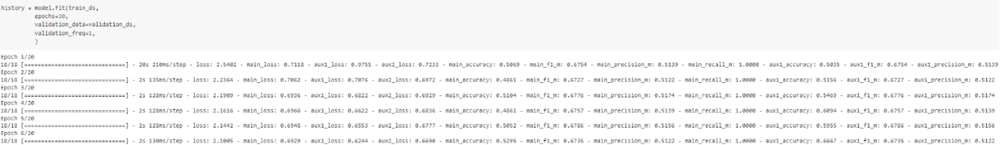 history = model.fit(train_ds,
epochs=20,
validation_data=validation_ds,
validation_freq=1,
)
Epoch 1/20
18/18 [==============================] - 20s 210ms/step - loss: 2.5402 - main_loss: 0.7118 - aux1_loss: 0.9755 - aux2_loss: 0.7233 - main_accuracy: 0.5069 - main_f1_m: 0.6754 - main_precision_m: 0.5139 - main_recall_m: 1.0000 - aux1_accuracy: 0.5035 - aux1_f1_m: 0.6754 - aux1_precision_m: 0.5139
Epoch 2/20
18/18 [==============================] - 2s 135ms/step - loss: 2.2364 - main_loss: 0.7062 - aux1_loss: 0.7076 - aux2_loss: 0.6972 - main_accuracy: 0.4861 - main_f1_m: 0.6727 - main_precision_m: 0.5122 - main_recall_m: 1.0000 - aux1_accuracy: 0.5156 - aux1_f1_m: 0.6727 - aux1_precision_m: 0.5122
Epoch 3/20
18/18 [==============================] - 2s 128ms/step - loss: 2.1909 - main_loss: 0.6936 - aux1_loss: 0.6822 - aux2_loss: 0.6929 - main_accuracy: 0.5104 - main_f1_m: 0.6776 - main_precision_m: 0.5174 - main_recall_m: 1.0000 - aux1_accuracy: 0.5469 - aux1_f1_m: 0.6776 - aux1_precision_m: 0.5174
Epoch 4/20
18/18 [==============================] - 2s 128ms/step - loss: 2.1616 - main_loss: 0.6966 - aux1_loss: 0.6622 - aux2_loss: 0.6836 - main_accuracy: 0.4861 - main_f1_m: 0.6757 - main_precision_m: 0.5139 - main_recall_m: 1.0000 - aux1_accuracy: 0.6094 - aux1_f1_m: 0.6757 - aux1_precision_m: 0.5139
Epoch 5/20
18/18 [==============================] - 2s 128ms/step - loss: 2.1442 - main_loss: 0.6948 - aux1_loss: 0.6553 - aux2_loss: 0.6777 - main_accuracy: 0.5052 - main_f1_m: 0.6786 - main_precision_m: 0.5156 - main_recall_m: 1.0000 - aux1_accuracy: 0.5955 - aux1_f1_m: 0.6786 - aux1_precision_m: 0.5156
Epoch 6/20
18/18 [==============================] - 2s 130ms/step - loss: 2.1005 - main_loss: 0.6929 - aux1_loss: 0.6244 - aux2_loss: 0.6690 - main_accuracy: 0.5295 - main_f1_m: 0.6735 - main_precision_m: 0.5122 - main_recall_m: 1.0000 - aux1_accuracy: 0.6667 - aux1_f1_m: 0.6735 - aux1_precision_m: 0.5122